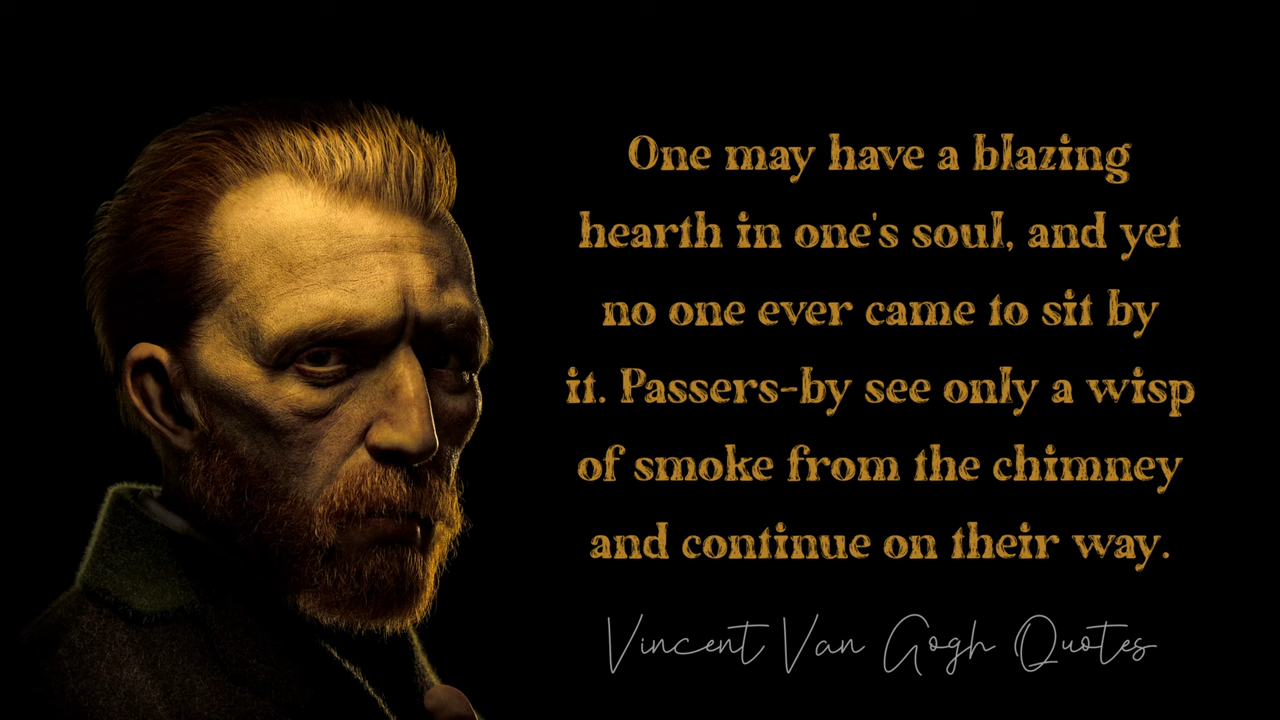 One may have a blazing
hearth in one's soul, and yet
no one ever came to sit by
it. Passers-by see only a wisp
of smoke from the chimney
and continue on their way.
Vincent Van Gogh Quotes